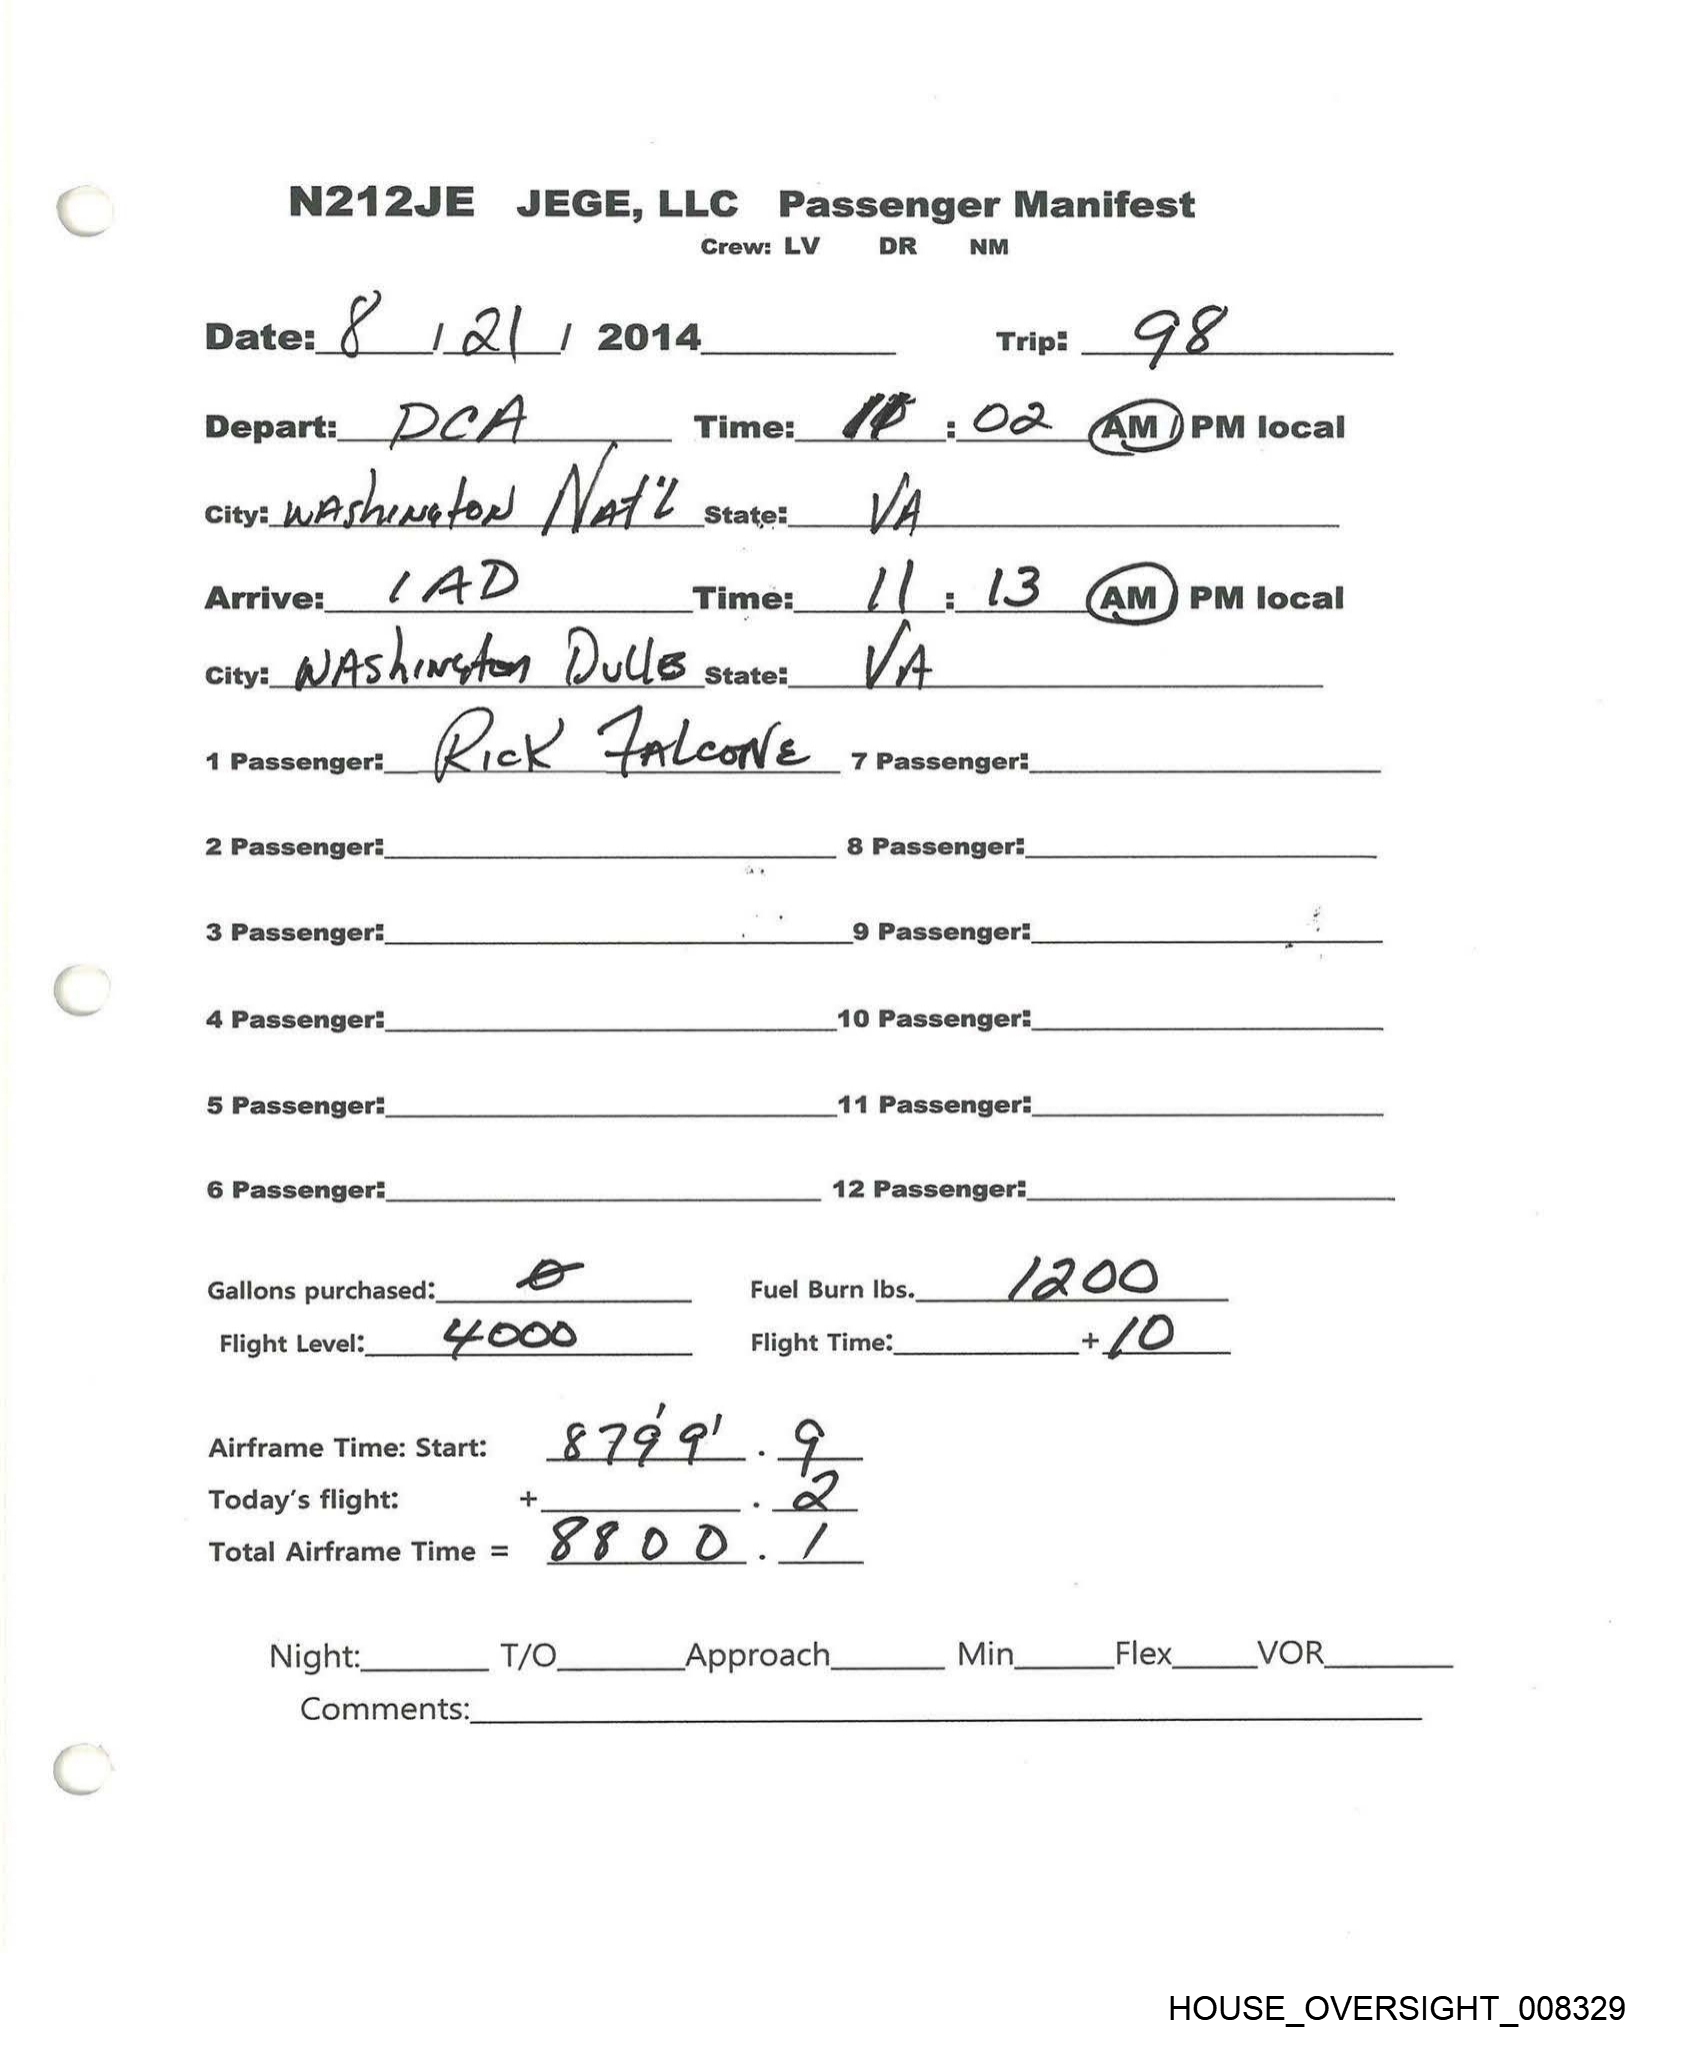 N212JE JEGE, LLC Passenger Manifest
Crew: LV DR NM
Date: 8 / 21 / 2014 Trip: 98
Depart: DCA Time: : 02 AM / PM local
City: WAshINgtoN Nat'l State: VA
Arrive: IAD Time: 11 : 13 AM PM local
City: WAshINgton Dulles State: VA
1 Passenger: Rick FALCONE 7 Passenger:
2 Passenger: 8 Passenger:
3 Passenger: 9 Passenger:
4 Passenger: 10 Passenger:
5 Passenger: 11 Passenger:
6 Passenger: 12 Passenger:
Gallons purchased: 0 Fuel Burn lbs. 1200
Flight Level: 4000 Flight Time: + 10
Airframe Time: Start: 8799 . 9
Today's flight: + . 2
Total Airframe Time = 8800 . 1
Night: T/O Approach Min Flex VOR
Comments:
HOUSE_OVERSIGHT_008329